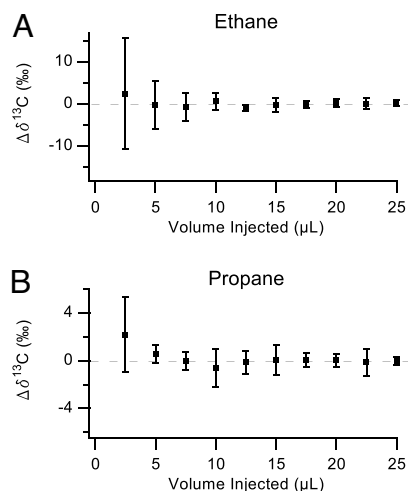 A
Ethane
10
0
-10
Δδ¹³C (‰)
0 5 10 15 20 25
Volume Injected (µL)
B
Propane
4
0
-4
Δδ¹³C (‰)
0 5 10 15 20 25
Volume Injected (µL)